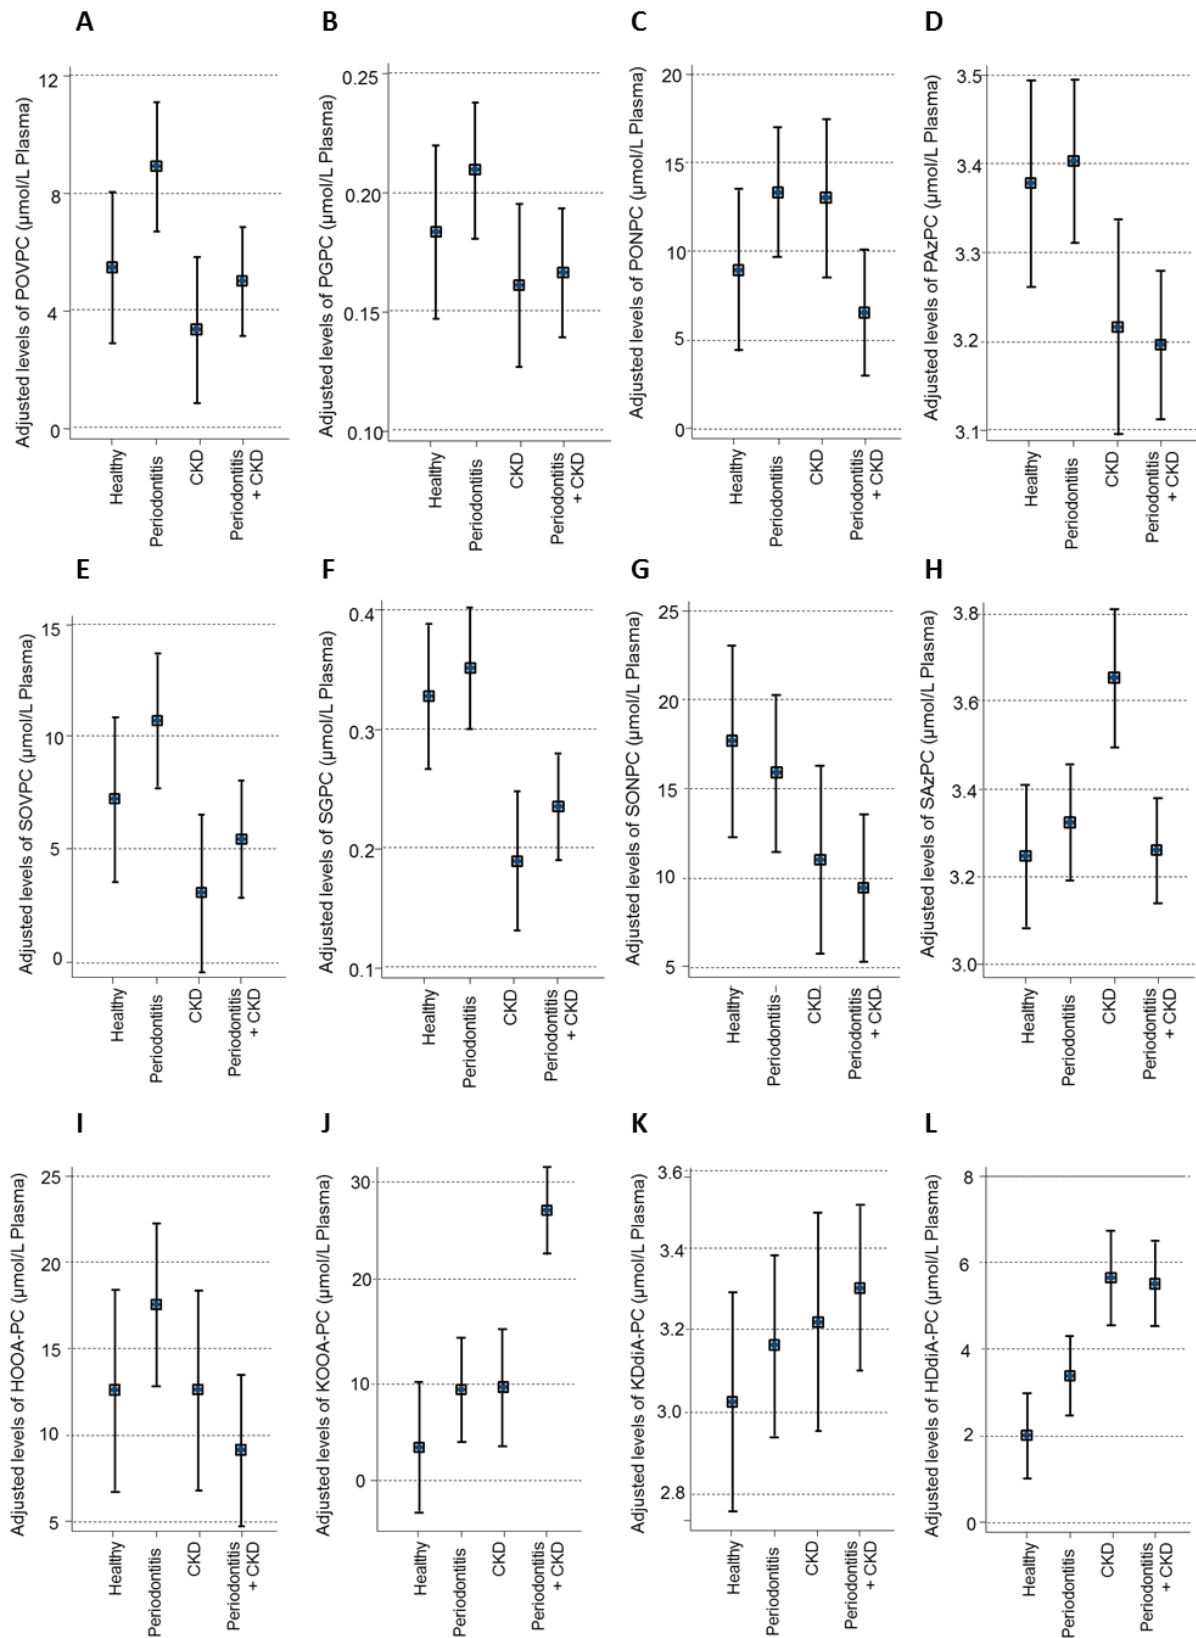 A
Adjusted levels of POVPC (µmol/L Plasma)
12
8
4
0
Healthy
Periodontitis
CKD
Periodontitis
+ CKD
B
Adjusted levels of PGPC (µmol/L Plasma)
0.25
0.20
0.15
0.10
Healthy
Periodontitis
CKD
Periodontitis
+ CKD
C
Adjusted levels of PONPC (µmol/L Plasma)
20
15
10
5
0
Healthy
Periodontitis
CKD
Periodontitis
+ CKD
D
Adjusted levels of PAzPC (µmol/L Plasma)
3.5
3.4
3.3
3.2
3.1
Healthy
Periodontitis
CKD
Periodontitis
+ CKD
E
Adjusted levels of SOVPC (µmol/L Plasma)
15
10
5
0
Healthy
Periodontitis
CKD
Periodontitis
+ CKD
F
Adjusted levels of SGPC (µmol/L Plasma)
0.4
0.3
0.2
0.1
Healthy
Periodontitis
CKD
Periodontitis
+ CKD
G
Adjusted levels of SONPC (µmol/L Plasma)
25
20
15
10
5
Healthy
Periodontitis
CKD
Periodontitis
+ CKD
H
Adjusted levels of SAzPC (µmol/L Plasma)
3.8
3.6
3.4
3.2
3.0
Healthy
Periodontitis
CKD
Periodontitis
+ CKD
I
Adjusted levels of HOOA-PC (µmol/L Plasma)
25
20
15
10
5
Healthy
Periodontitis
CKD
Periodontitis
+ CKD
J
Adjusted levels of KOOA-PC (µmol/L Plasma)
30
20
10
0
Healthy
Periodontitis
CKD
Periodontitis
+ CKD
K
Adjusted levels of KDdiA-PC (µmol/L Plasma)
3.6
3.4
3.2
3.0
2.8
Healthy
Periodontitis
CKD
Periodontitis
+ CKD
L
Adjusted levels of HDdiA-PC (µmol/L Plasma)
8
6
4
2
0
Healthy
Periodontitis
CKD
Periodontitis
+ CKD